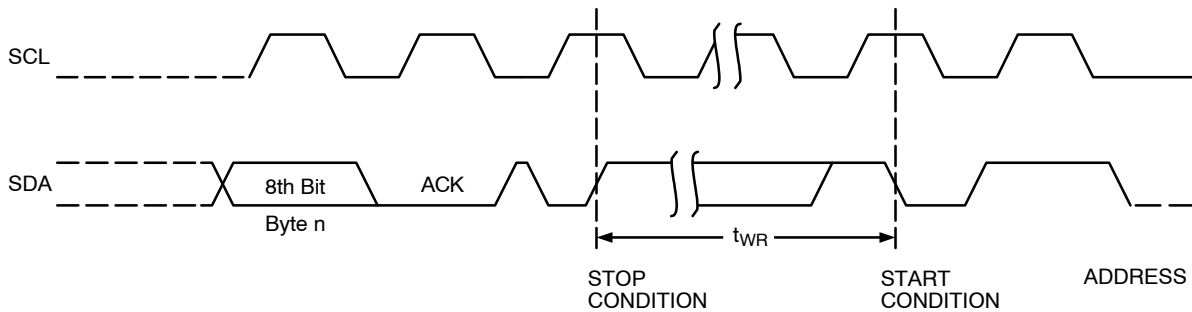 SCL
SDA
8th Bit
ACK
Byte n
tWR
STOP
CONDITION
START
CONDITION
ADDRESS